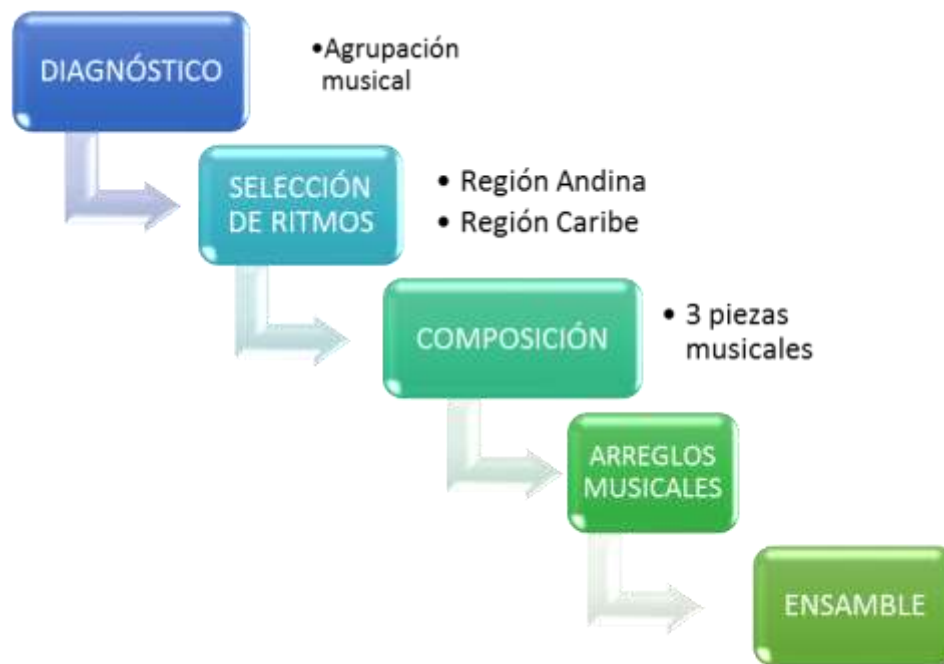 DIAGNÓSTICO
•Agrupación
musical
SELECCIÓN
DE RITMOS
• Región Andina
• Región Caribe
COMPOSICIÓN
• 3 piezas
musicales
ARREGLOS
MUSICALES
ENSAMBLE